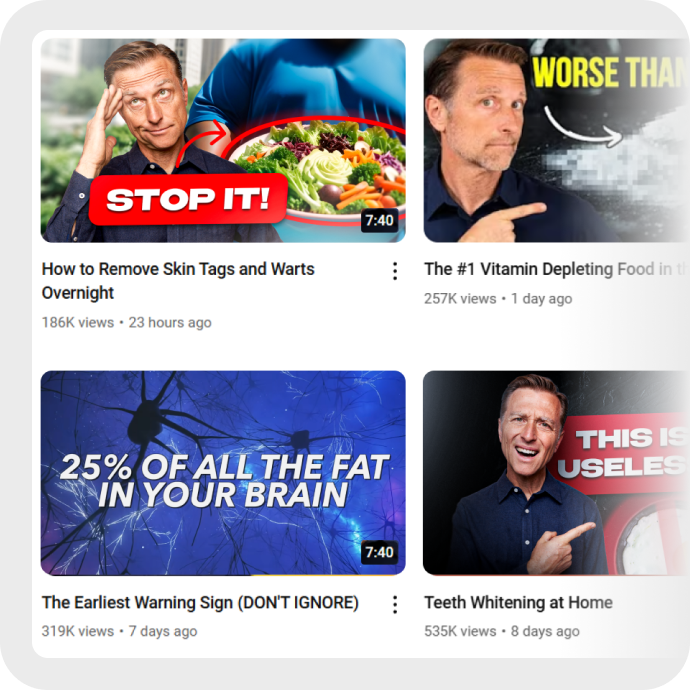 STOP IT!
7:40
WORSE THAN
How to Remove Skin Tags and Warts
Overnight
186K views • 23 hours ago
The #1 Vitamin Depleting Food in
257K views • 1 day ago
25% OF ALL THE FAT
IN YOUR BRAIN
7:40
THIS IS
The Earliest Warning Sign (DON'T IGNORE)
319K views • 7 days ago
Teeth Whitening at Home
535K views • 8 days ago